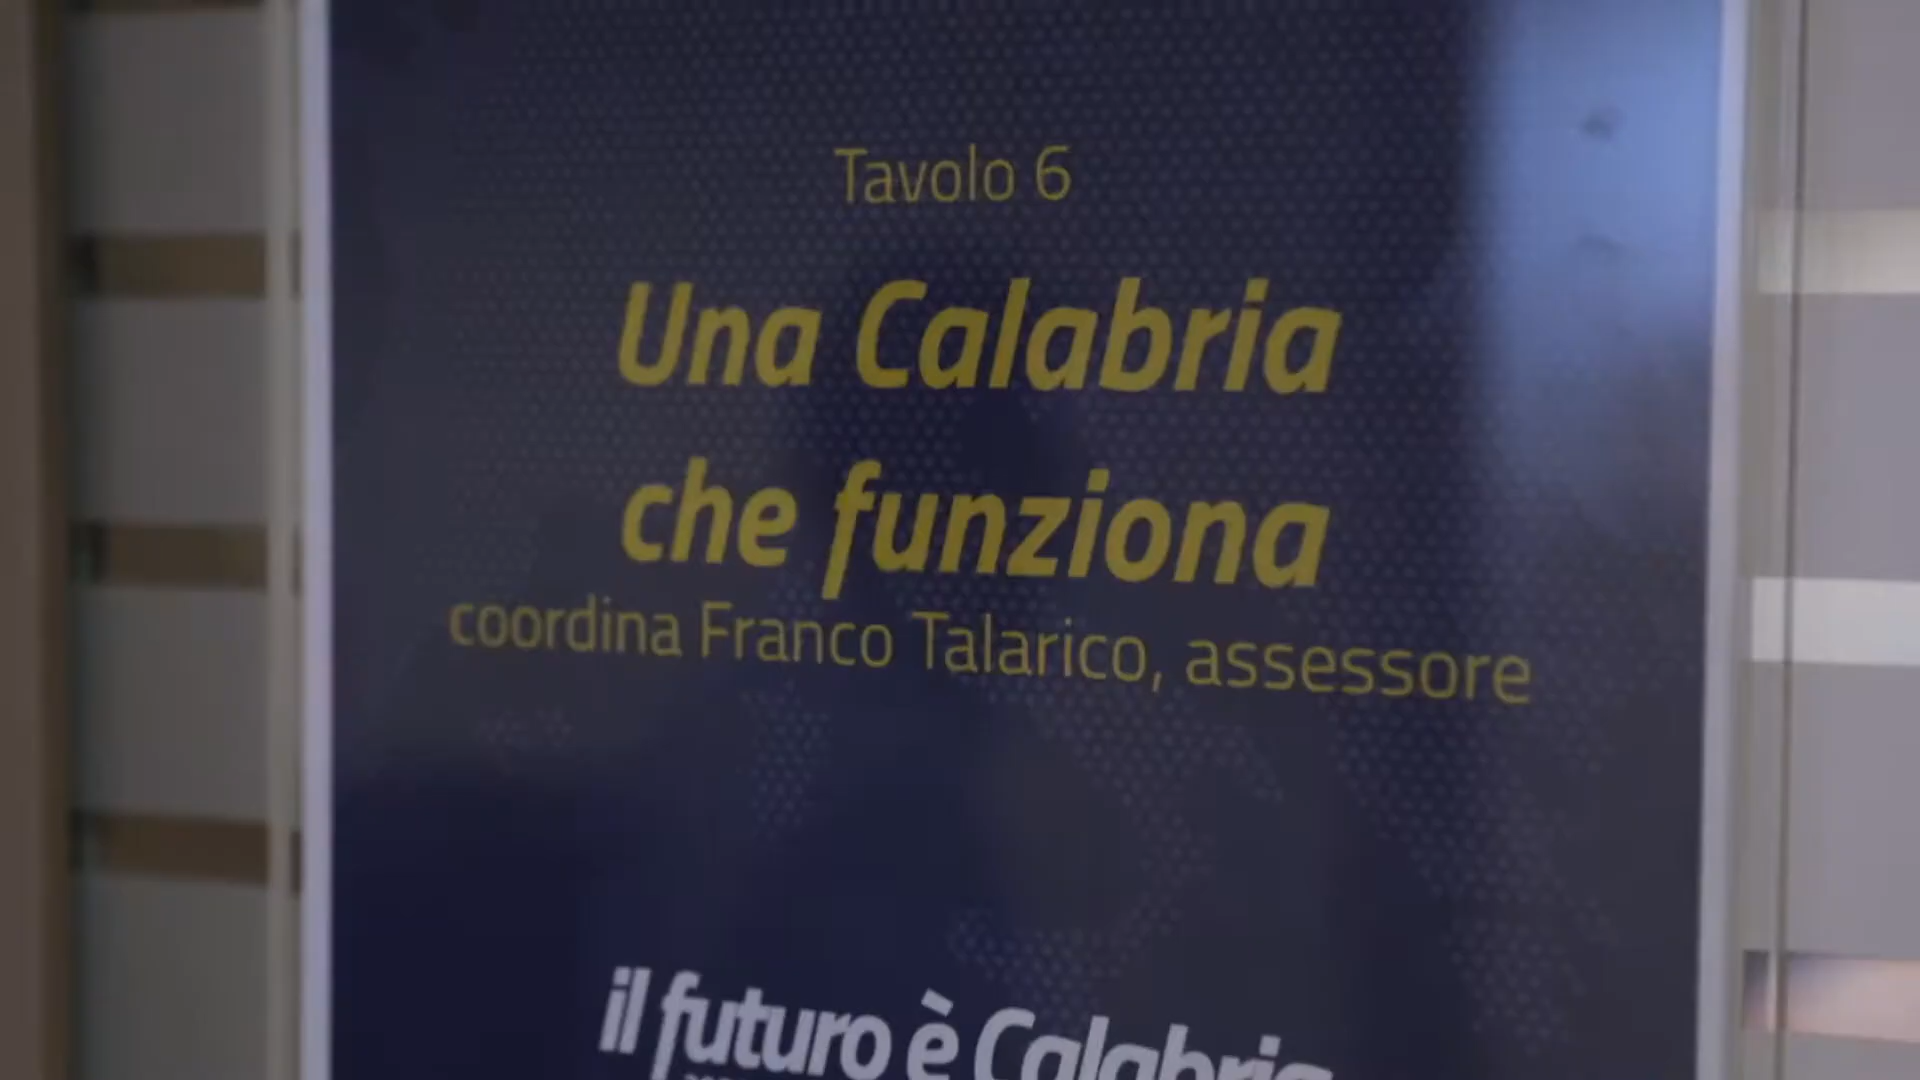 Tavolo 6
Una Calabria
che funziona
coordina Franco Talarico, assessore
il futuro è Calabria